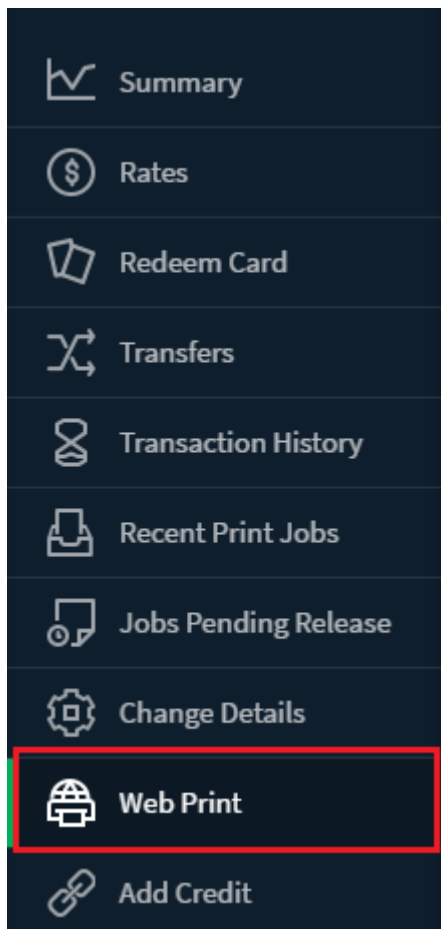 Summary
Rates
Redeem Card
Transfers
Transaction History
Recent Print Jobs
Jobs Pending Release
Change Details
Web Print
Add Credit